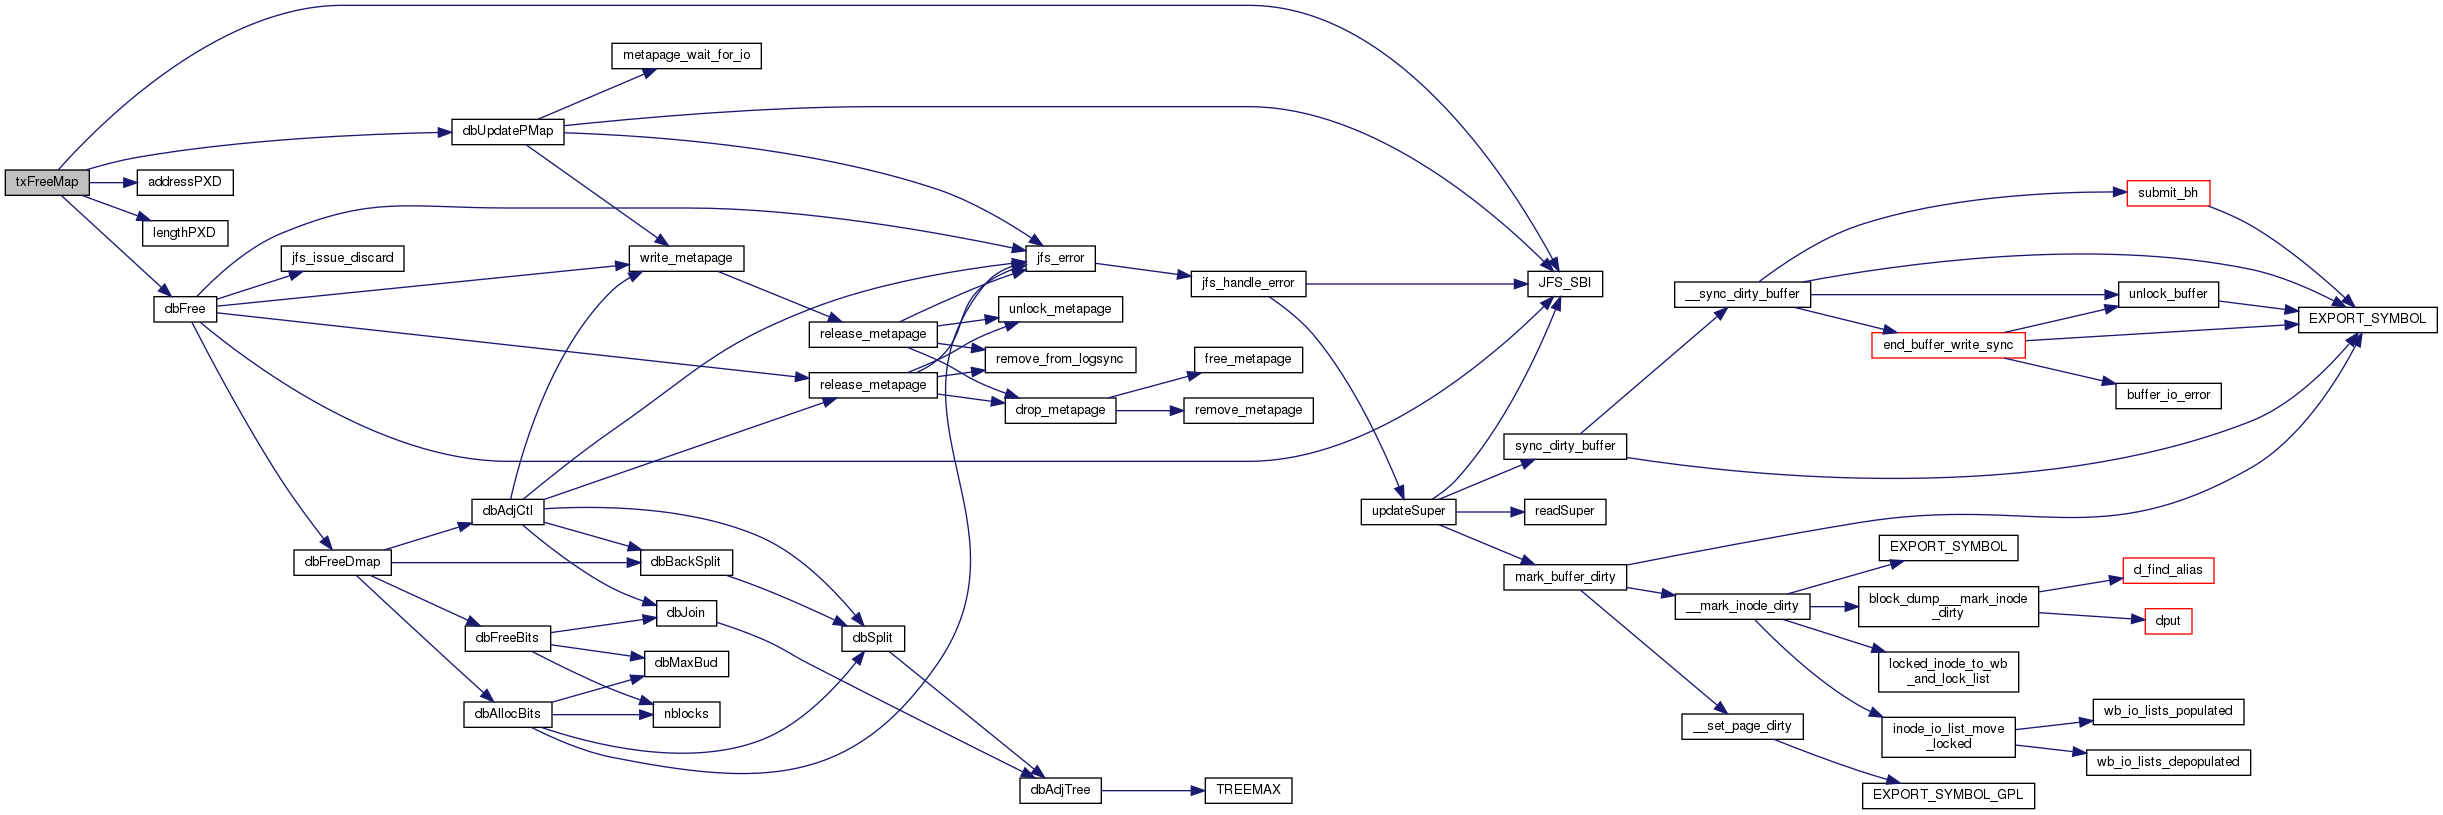 txFreeMap
addressPXD
lengthPXD
dbFree
jfs_issue_discard
dbUpdatePMap
metapage_wait_for_io
write_metapage
release_metapage
release_metapage
jfs_error
unlock_metapage
remove_from_logsync
drop_metapage
free_metapage
remove_metapage
jfs_handle_error
JFS_SBI
dbFreeDmap
dbAdjCtl
dbBackSplit
dbFreeBits
dbJoin
dbMaxBud
dbAllocBits
nblocks
dbSplit
dbAdjTree
TREEMAX
updateSuper
sync_dirty_buffer
readSuper
mark_buffer_dirty
__sync_dirty_buffer
submit_bh
unlock_buffer
end_buffer_write_sync
buffer_io_error
EXPORT_SYMBOL
__mark_inode_dirty
EXPORT_SYMBOL
block_dump___mark_inode
_dirty
d_find_alias
dput
locked_inode_to_wb
_and_lock_list
inode_io_list_move
_locked
wb_io_lists_populated
wb_io_lists_depopulated
__set_page_dirty
EXPORT_SYMBOL_GPL